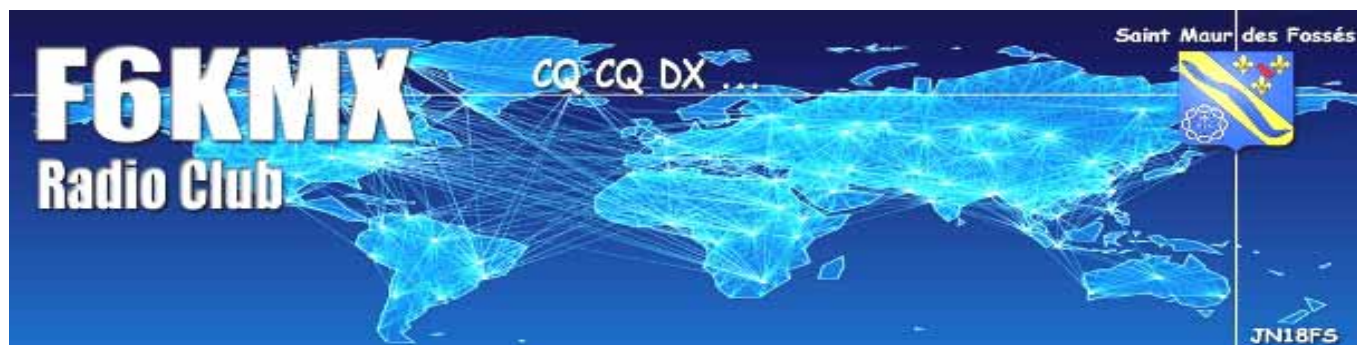 F6KMX
Radio Club
CQ CQ DX ...
Saint Maur des Fossés
JN18FS